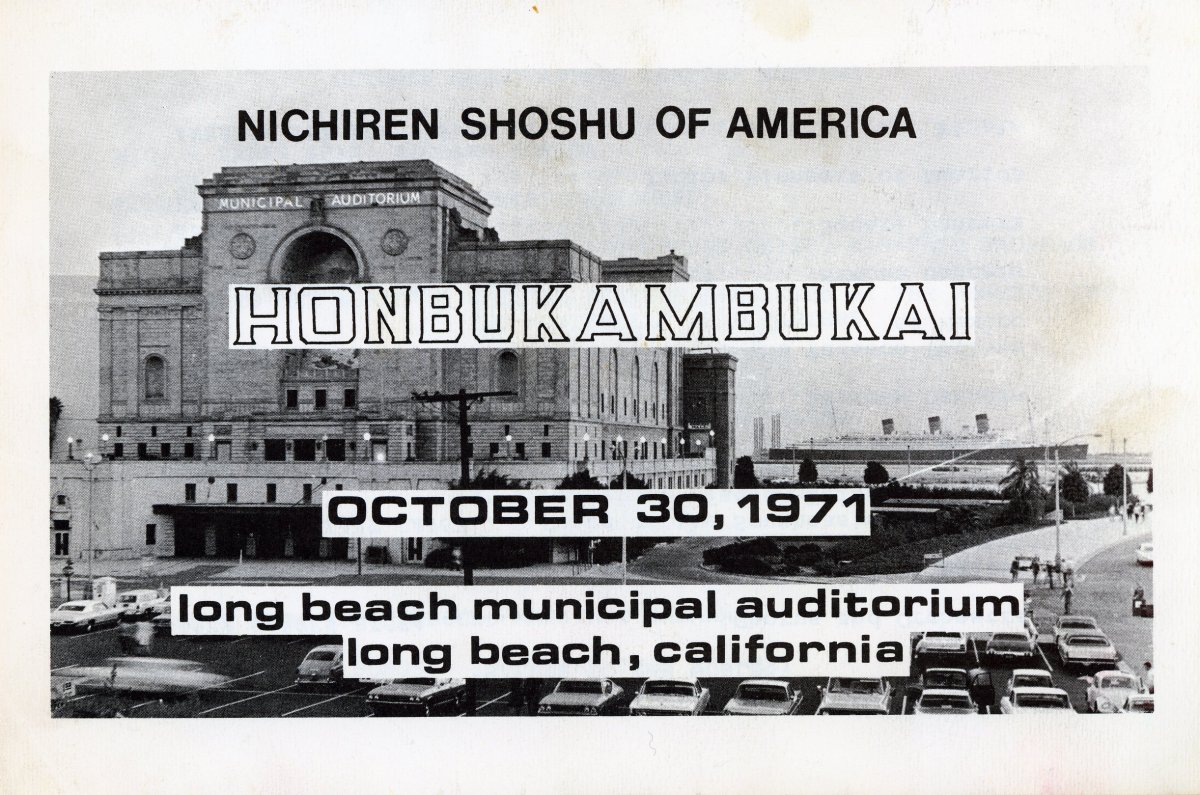 NICHIREN SHOSHU OF AMERICA
MUNICIPAL AUDITORIUM
HONBUKAMBUKAI
OCTOBER 30, 1971
long beach municipal auditorium
long beach, california